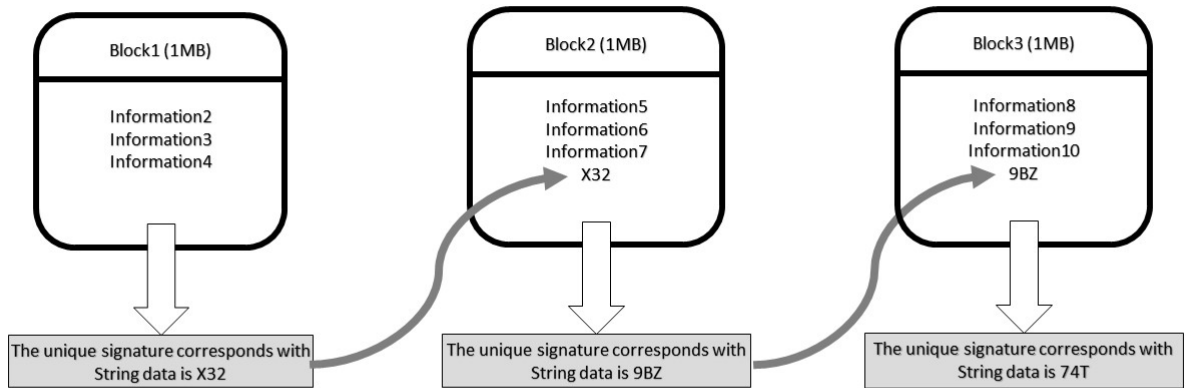 Block1 (1MB)
Information2
Information3
Information4
The unique signature corresponds with
String data is X32
Block2 (1MB)
Information5
Information6
Information7
X32
The unique signature corresponds with
String data is 9BZ
Block3 (1MB)
Information8
Information9
Information10
9BZ
The unique signature corresponds with
String data is 74T